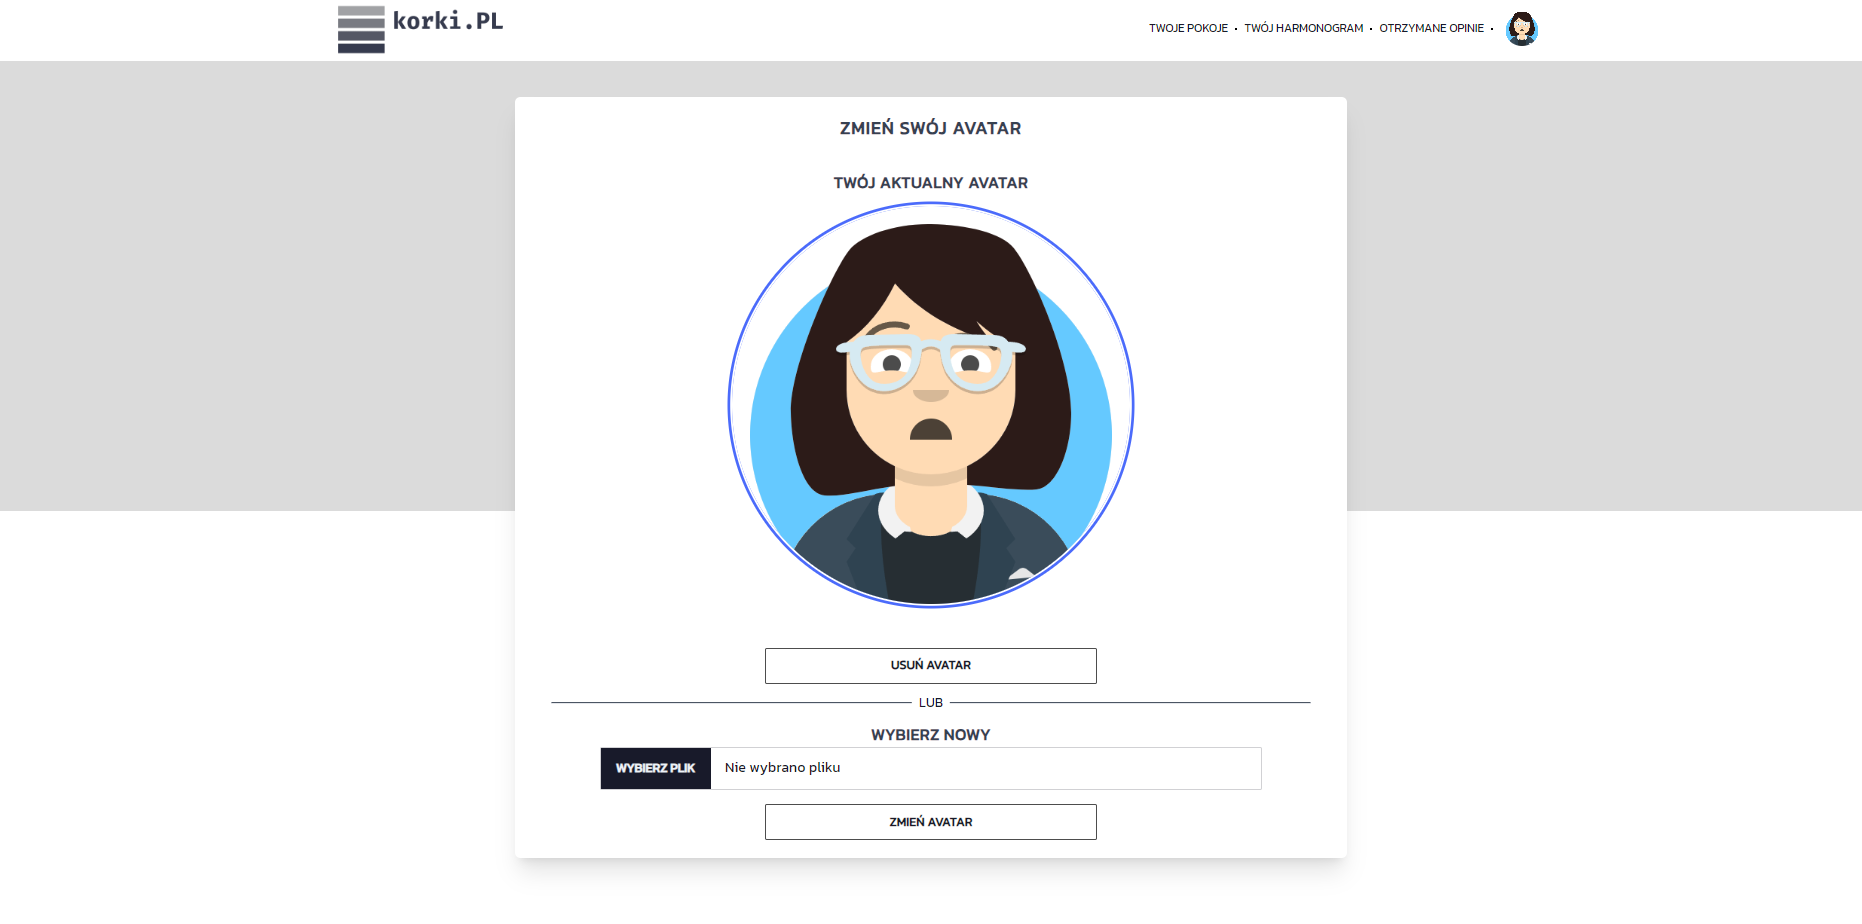 korki.PL
TWOJE POKOJE • TWÓJ HARMONOGRAM • OTRZYMANE OPINIE •
ZMIEŃ SWÓJ AVATAR
TWÓJ AKTUALNY AVATAR
USUŃ AVATAR
LUB
WYBIERZ NOWY
WYBIERZ PLIK Nie wybrano pliku
ZMIEŃ AVATAR